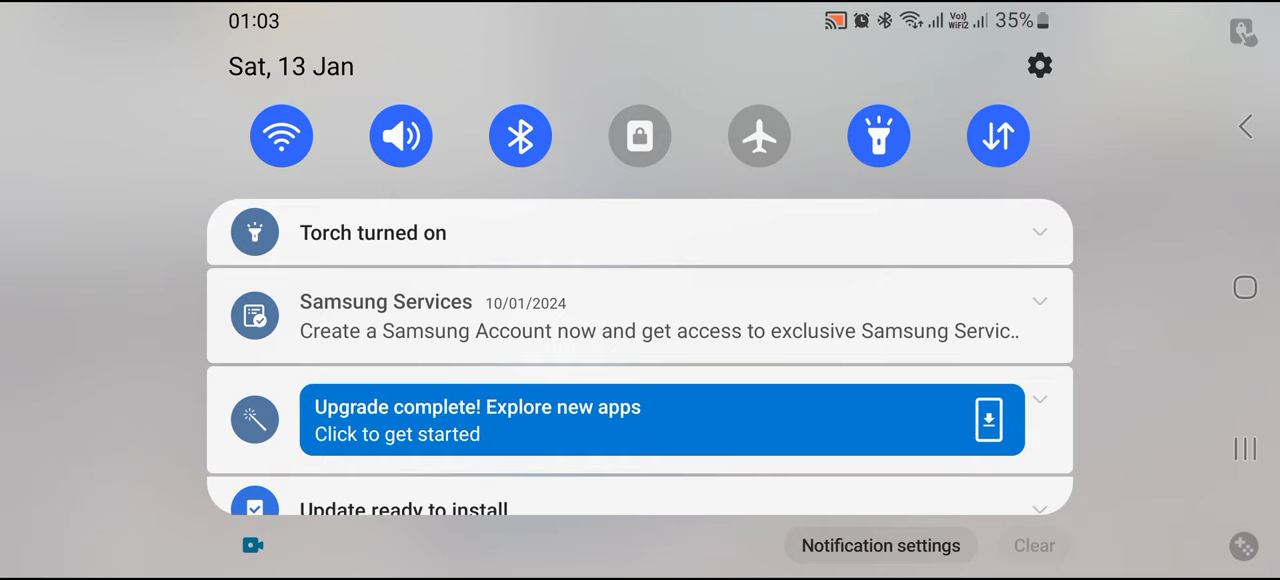 01:03
Vo))
WiFi2
35%
Sat, 13 Jan
Torch turned on
Samsung Services 10/01/2024
Create a Samsung Account now and get access to exclusive Samsung Servic..
Upgrade complete! Explore new apps
Click to get started
Update ready to install
Notification settings
Clear